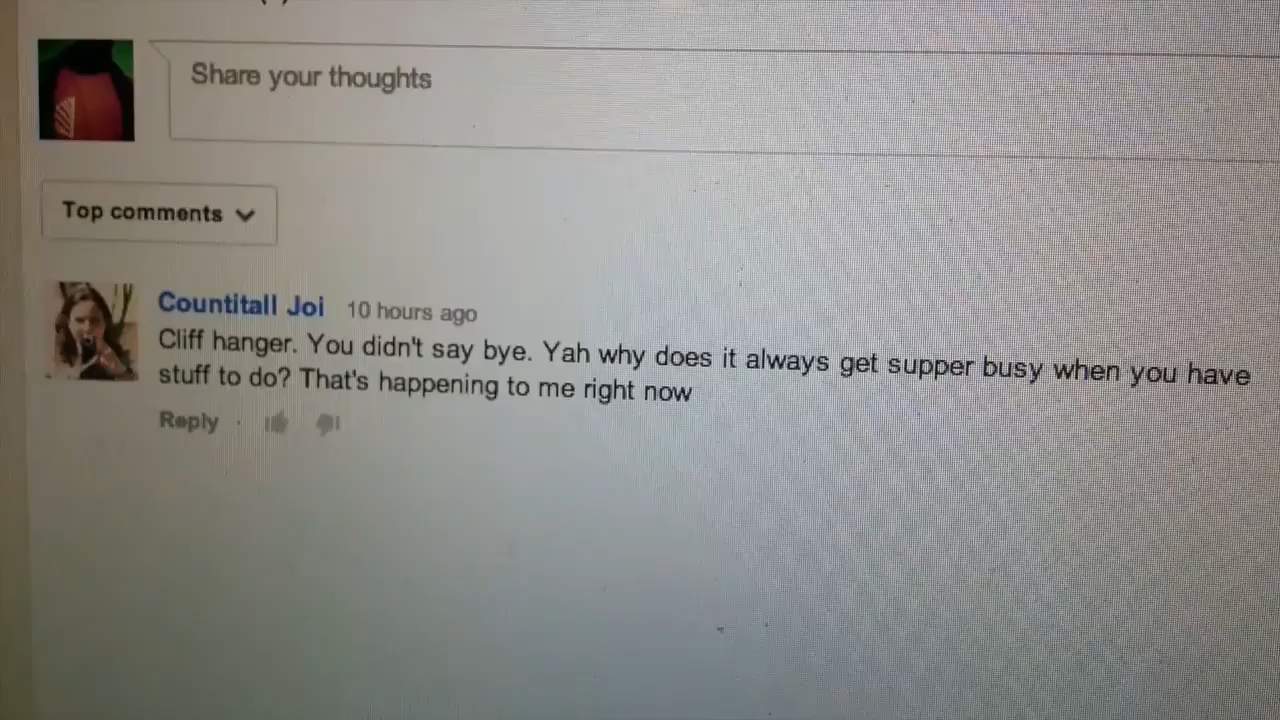 Share your thoughts
Top comments
Countitall Joi 10 hours ago
Cliff hanger. You didn't say bye. Yah why does it always get supper busy when you have
stuff to do? That's happening to me right now
Reply ·